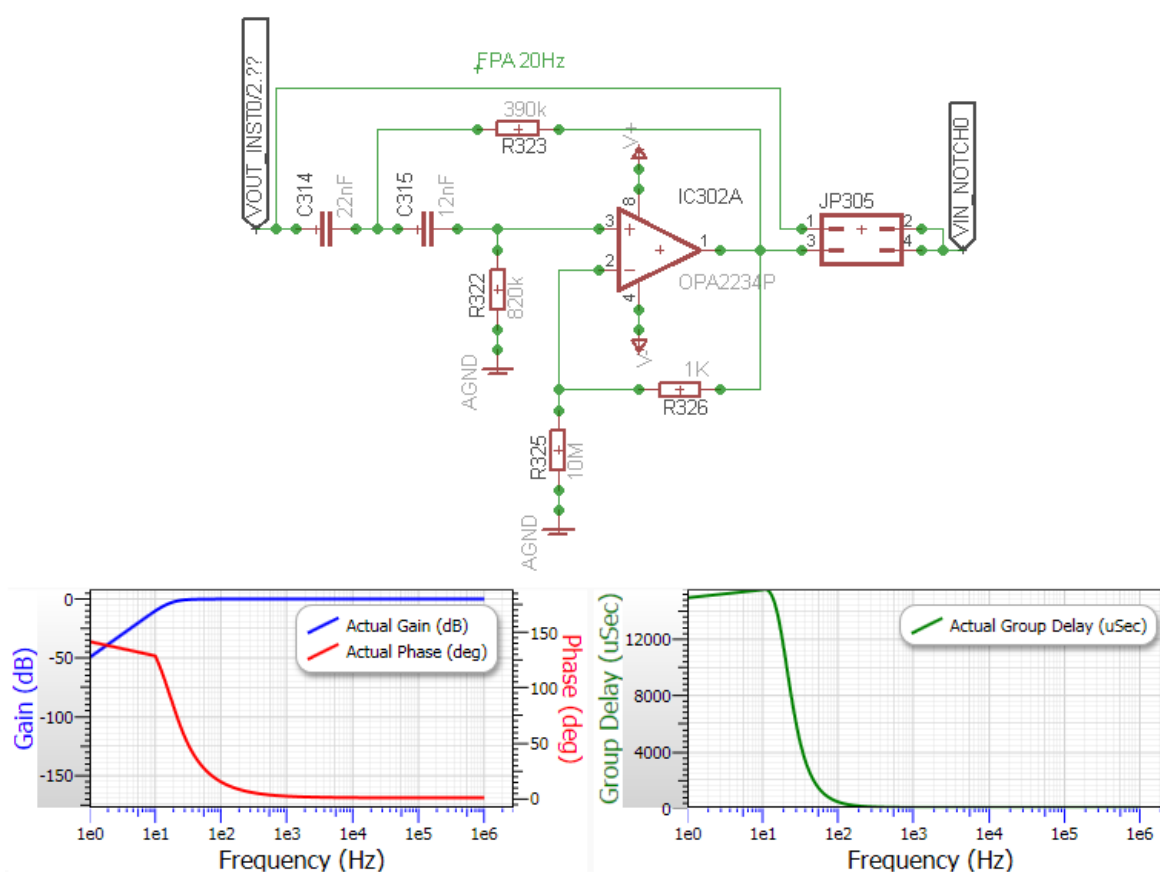 FPA 20Hz
VOUT_INST0/2.??
390k
R323
V+
C314
22nF
C315
12nF
IC302A
JP305
VIN_NOTCH0
8
3
2
1
4
OPA2234P
V-
1
2
3
4
R322
820k
AGND
1K
R326
R325
10M
AGND
Gain (dB)
0
-50
-100
-150
Actual Gain (dB)
Actual Phase (deg)
150
100
50
0
Phase (deg)
1e0 1e1 1e2 1e3 1e4 1e5 1e6
Frequency (Hz)
Group Delay (uSec)
12000
8000
4000
0
Actual Group Delay (uSec)
1e0 1e1 1e2 1e3 1e4 1e5 1e6
Frequency (Hz)